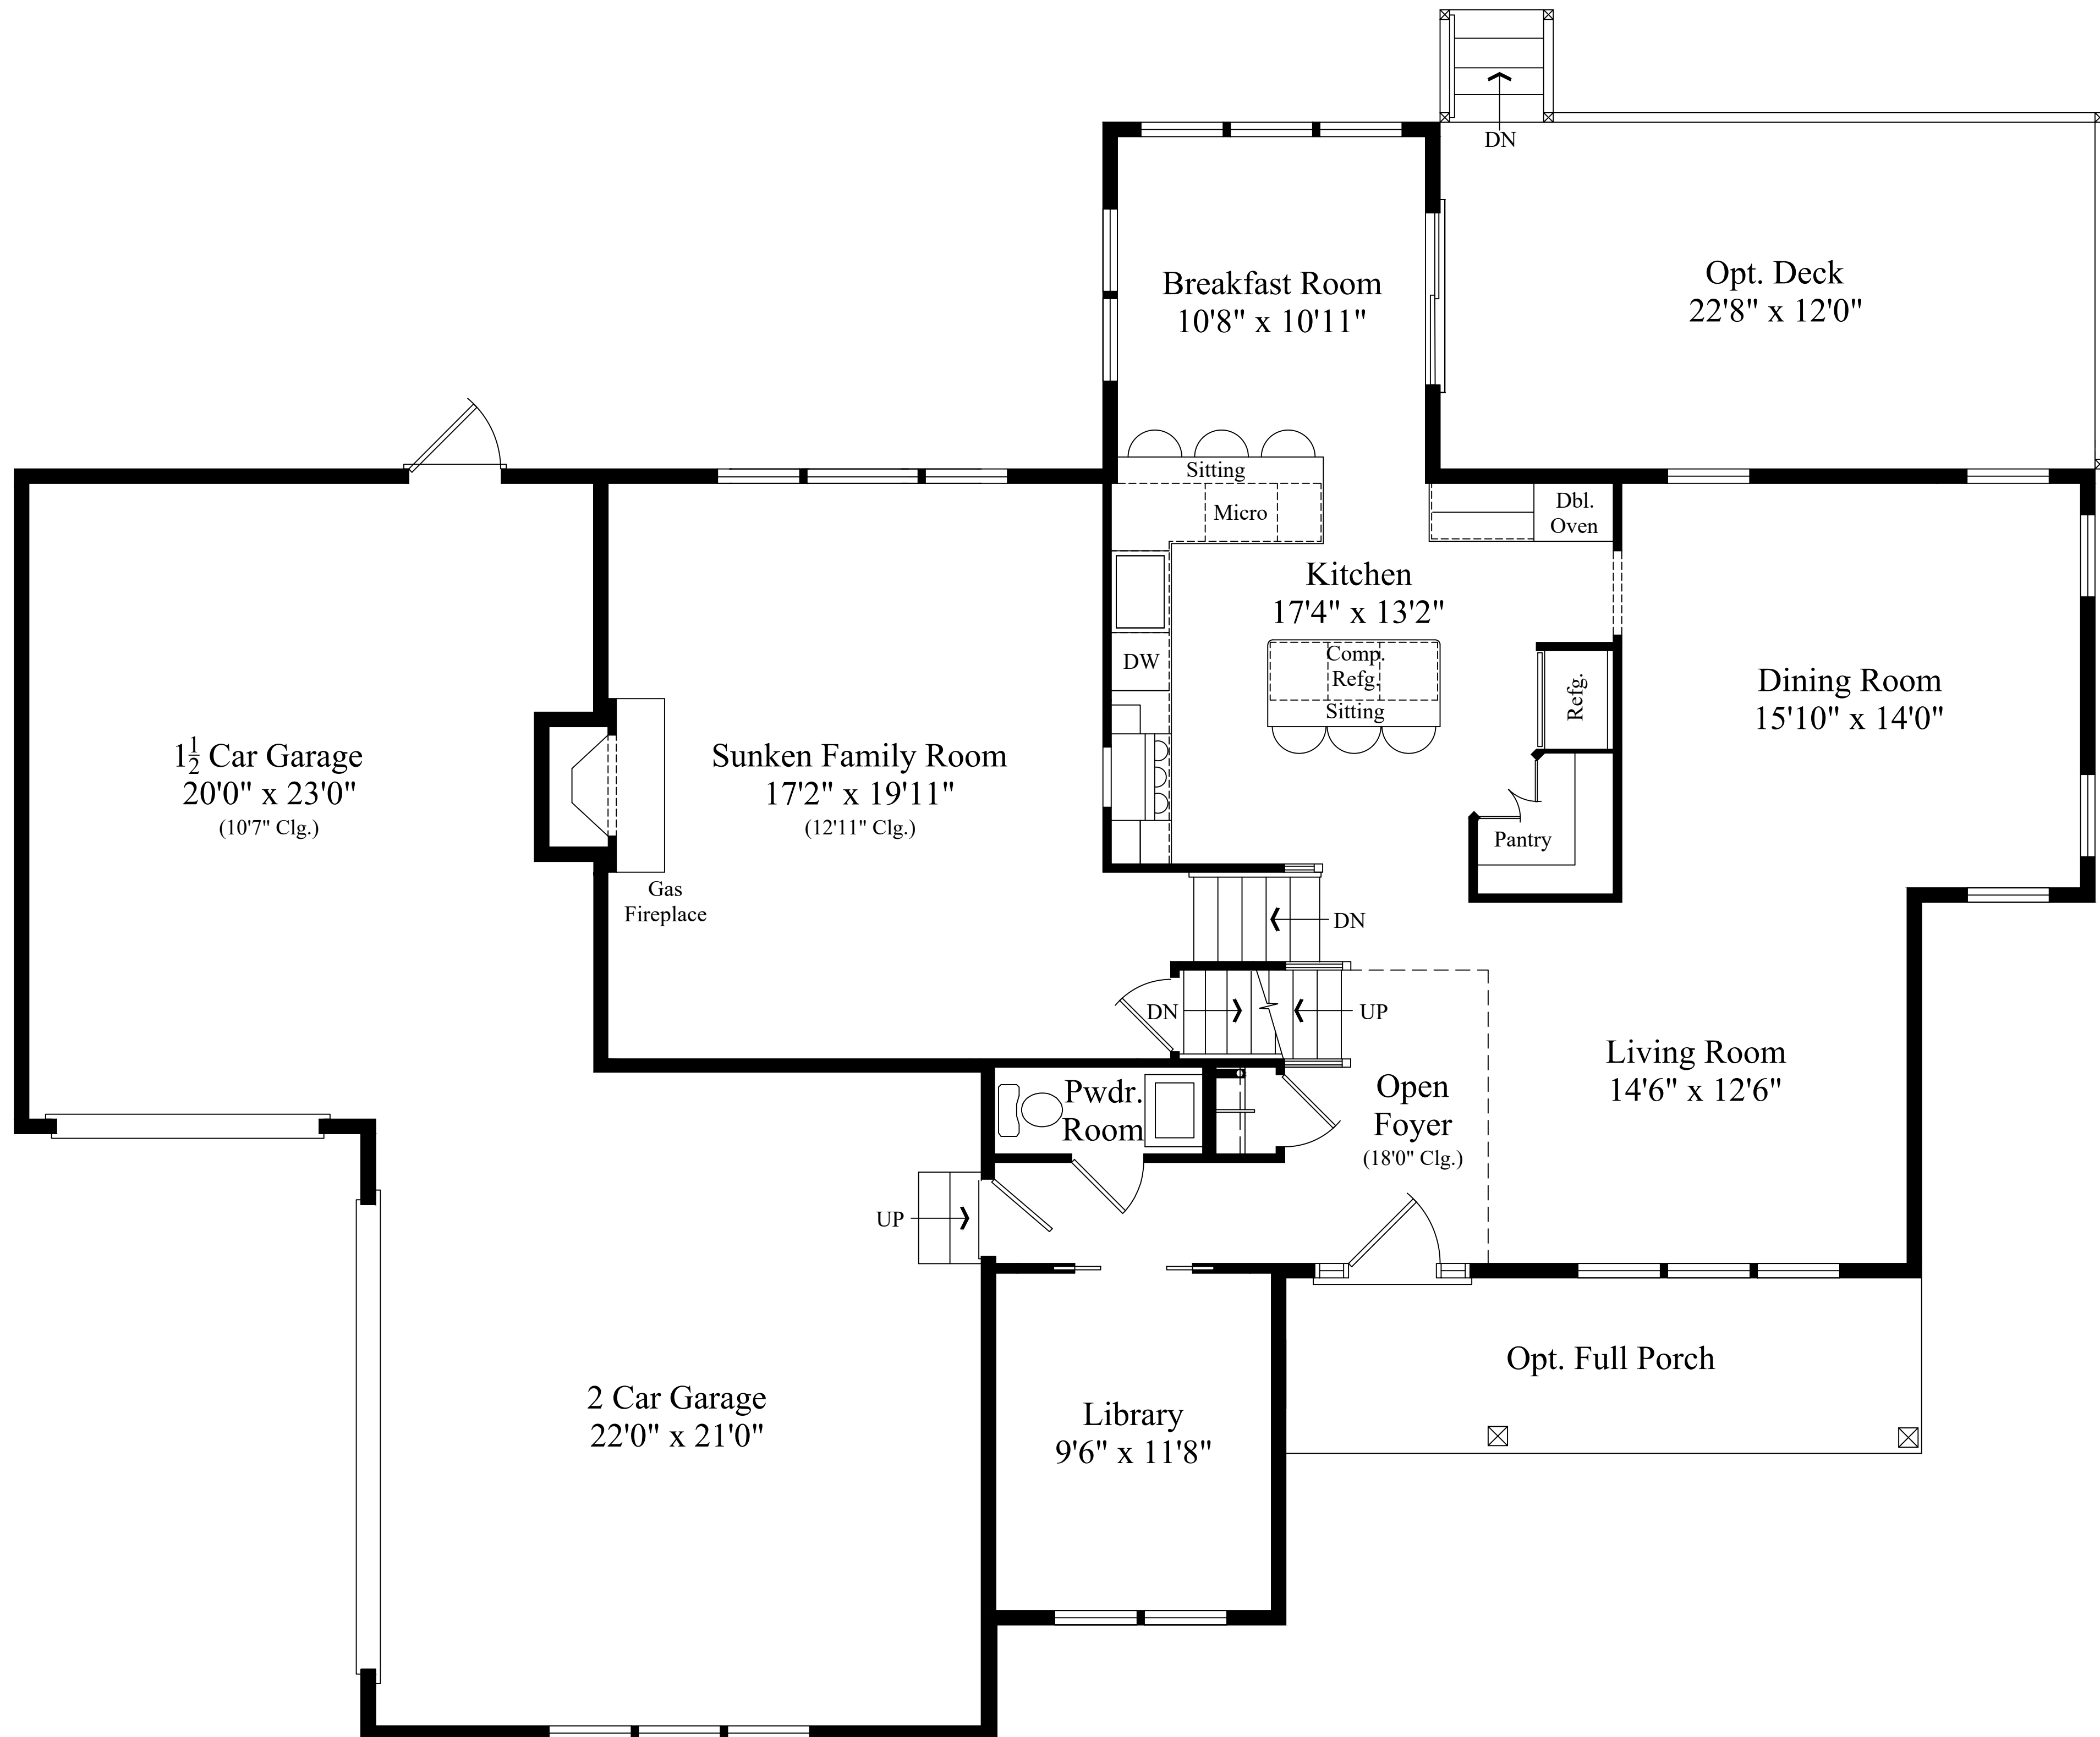 DN
Breakfast Room
10'8" x 10'11"
Opt. Deck
22'8" x 12'0"
Sitting
Micro
Dbl.
Oven
Kitchen
17'4" x 13'2"
DW
Comp.
Refg.
Sitting
Refg.
Pantry
Dining Room
15'10" x 14'0"
1½ Car Garage
20'0" x 23'0"
(10'7" Clg.)
Sunken Family Room
17'2" x 19'11"
(12'11" Clg.)
Gas
Fireplace
DN
DN
UP
Living Room
14'6" x 12'6"
Pwdr.
Room
Open
Foyer
(18'0" Clg.)
UP
Opt. Full Porch
2 Car Garage
22'0" x 21'0"
Library
9'6" x 11'8"